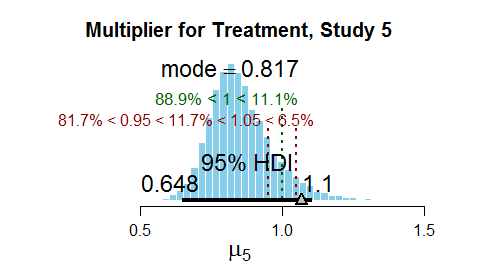 Multiplier for Treatment, Study 5
mode = 0.817
88.9% < 1 < 11.1%
81.7% < 0.95 < 11.7% < 1.05 < 6.5%
95% HDI
0.648 1.1
0.5 1.0 1.5
μ5